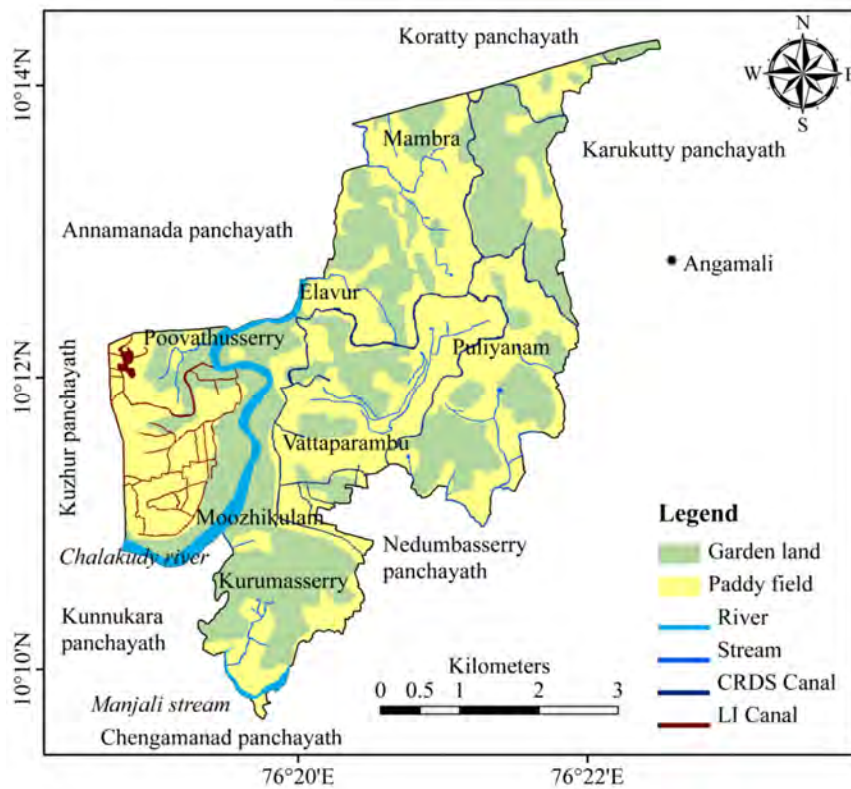 Koratty panchayath
N
W
E
S
10°14'N
Mambra
Karukutty panchayath
Annamanada panchayath
Angamali
Elavur
Poovathusserry
Puliyanam
10°12'N
Kuzhur panchayath
Vattaparambu
Moozhikulam
Chalakudy river
Nedumbasserry
panchayath
Kurumasserry
Kunnukara
panchayath
10°10'N
Manjali stream
Chengamanad panchayath
Kilometers
0 0.5 1 2 3
Legend
Garden land
Paddy field
River
Stream
CRDS Canal
LI Canal
76°20'E
76°22'E